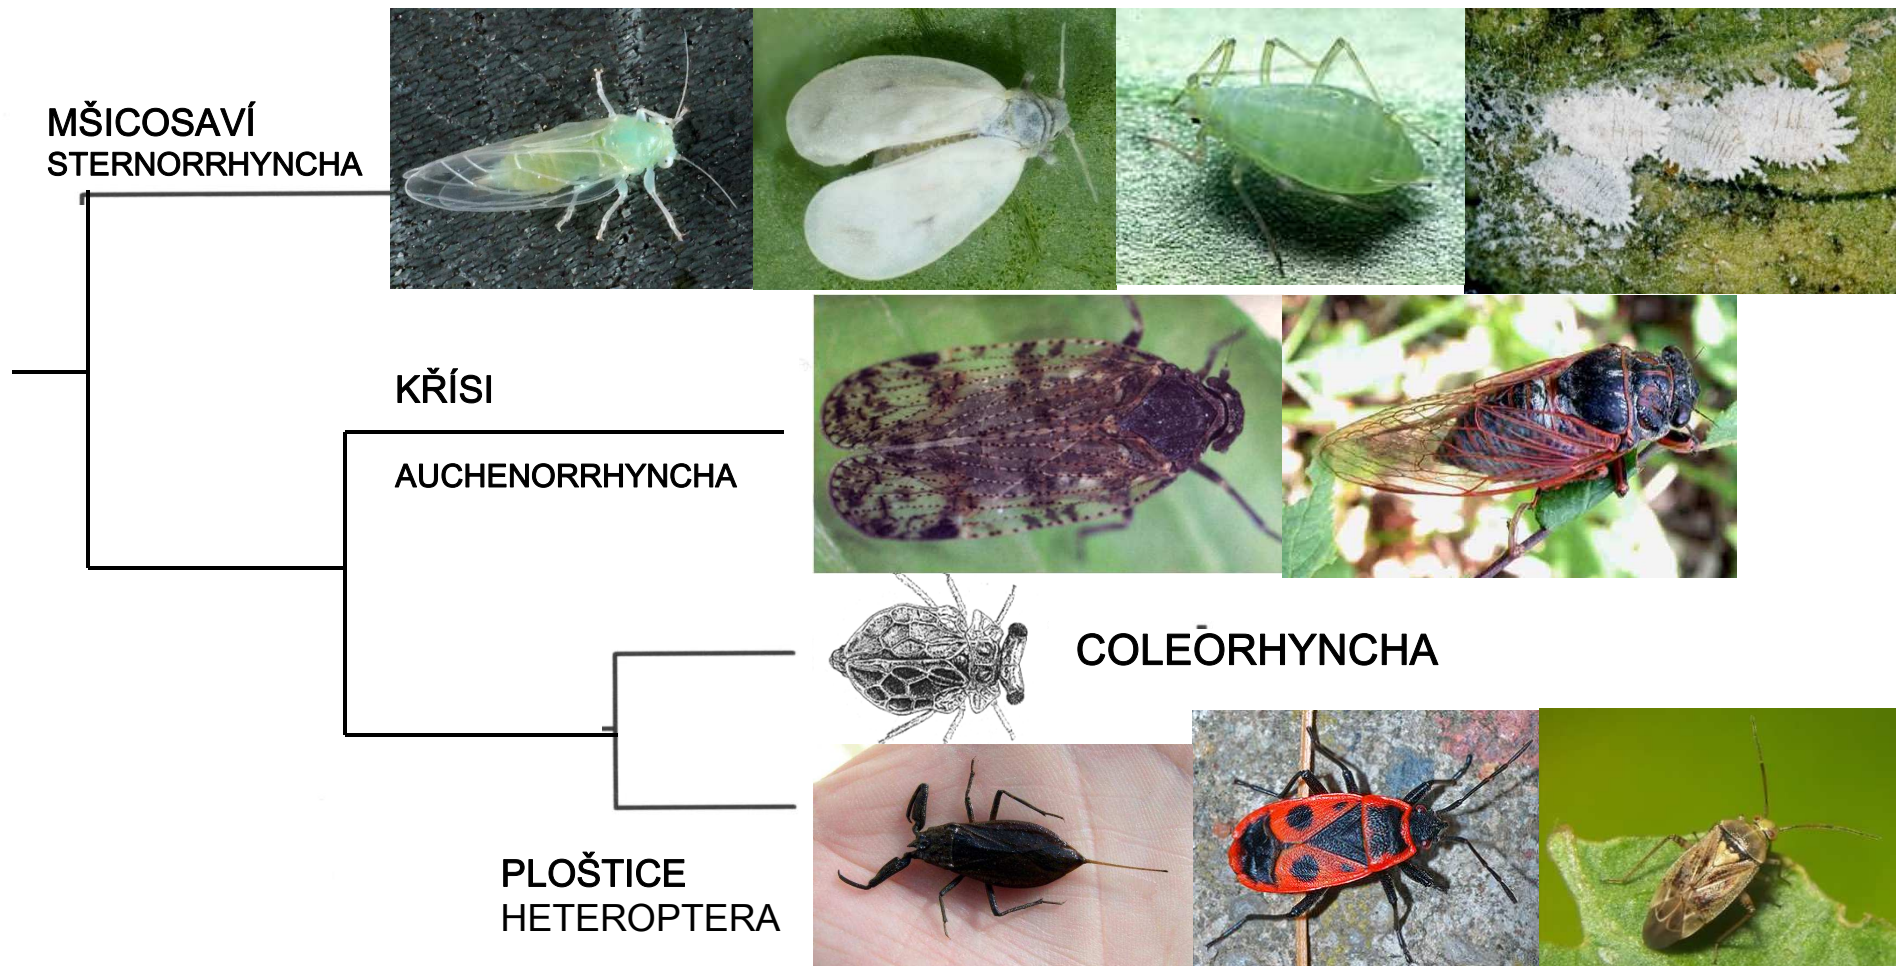 MŠICOSAVÍ
STERNORRHYNCHA
KŘÍSI
AUCHENORRHYNCHA
COLEORHYNCHA
PLOŠTICE
HETEROPTERA